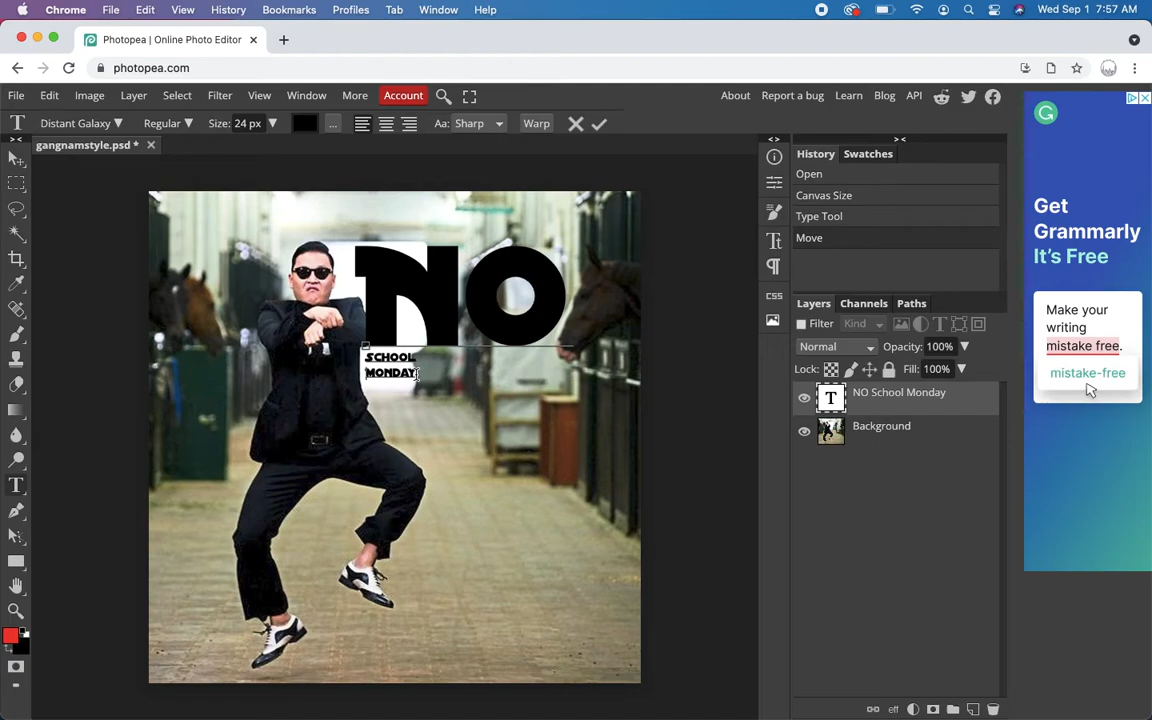 Chrome File Edit View History Bookmarks Profiles Tab Window Help Wed Sep 1 7:57 AM
Photopea | Online Photo Editor
photopea.com
File Edit Image Layer Select Filter View Window More Account About Report a bug Learn Blog API
Distant Galaxy Regular Size: 24 px ... Aa: Sharp Warp
gangnamstyle.psd *
NO
SCHOOL
MONDAY
History Swatches
Open
Canvas Size
Type Tool
Move
CSS
Layers Channels Paths
Filter Kind
Normal Opacity: 100%
Lock: Fill: 100%
NO School Monday
Background
eff
Get
Grammarly
It's Free
Make your
writing
mistake free.
mistake-free